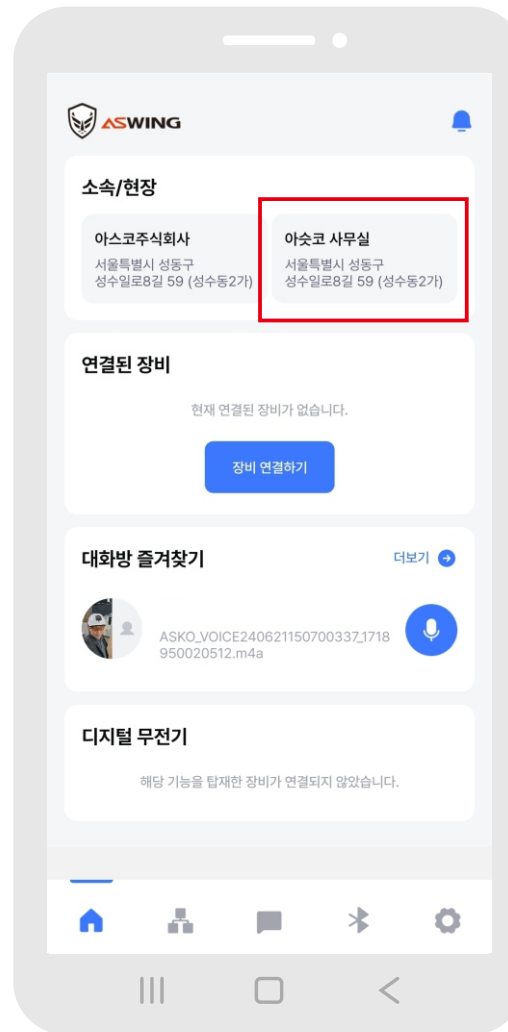 ASWING
소속/현장
아스코주식회사
서울특별시 성동구
성수일로8길 59 (성수동2가)
아슷코 사무실
서울특별시 성동구
성수일로8길 59 (성수동2가)
연결된 장비
현재 연결된 장비가 없습니다.
장비 연결하기
대화방 즐겨찾기
더보기
ASKO_VOICE240621150700337_1718
950020512.m4a
디지털 무전기
해당 기능을 탑재한 장비가 연결되지 않았습니다.